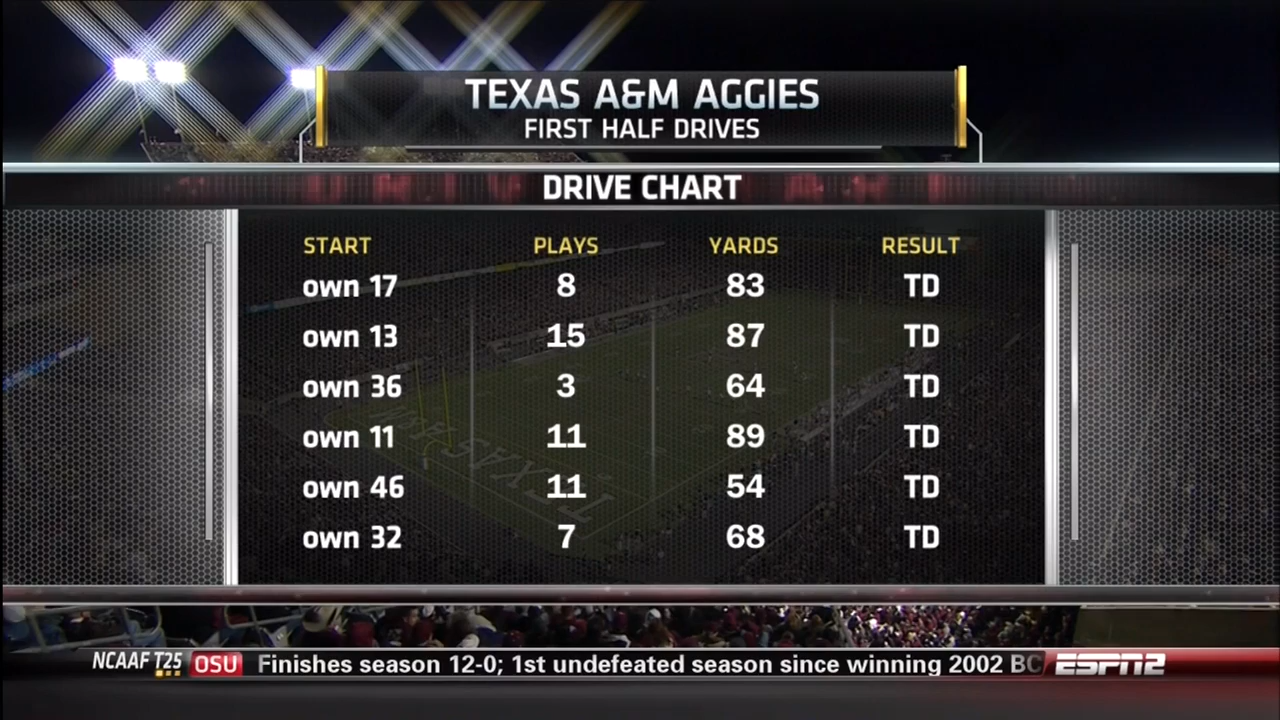 TEXAS A&M AGGIES
FIRST HALF DRIVES
DRIVE CHART
START PLAYS YARDS RESULT
own 17 8 83 TD
own 13 15 87 TD
own 36 3 64 TD
own 11 11 89 TD
own 46 11 54 TD
own 32 7 68 TD
TEXAS A&M
NCAAF T25 OSU Finishes season 12-0; 1st undefeated season since winning 2002 BC ESPN2